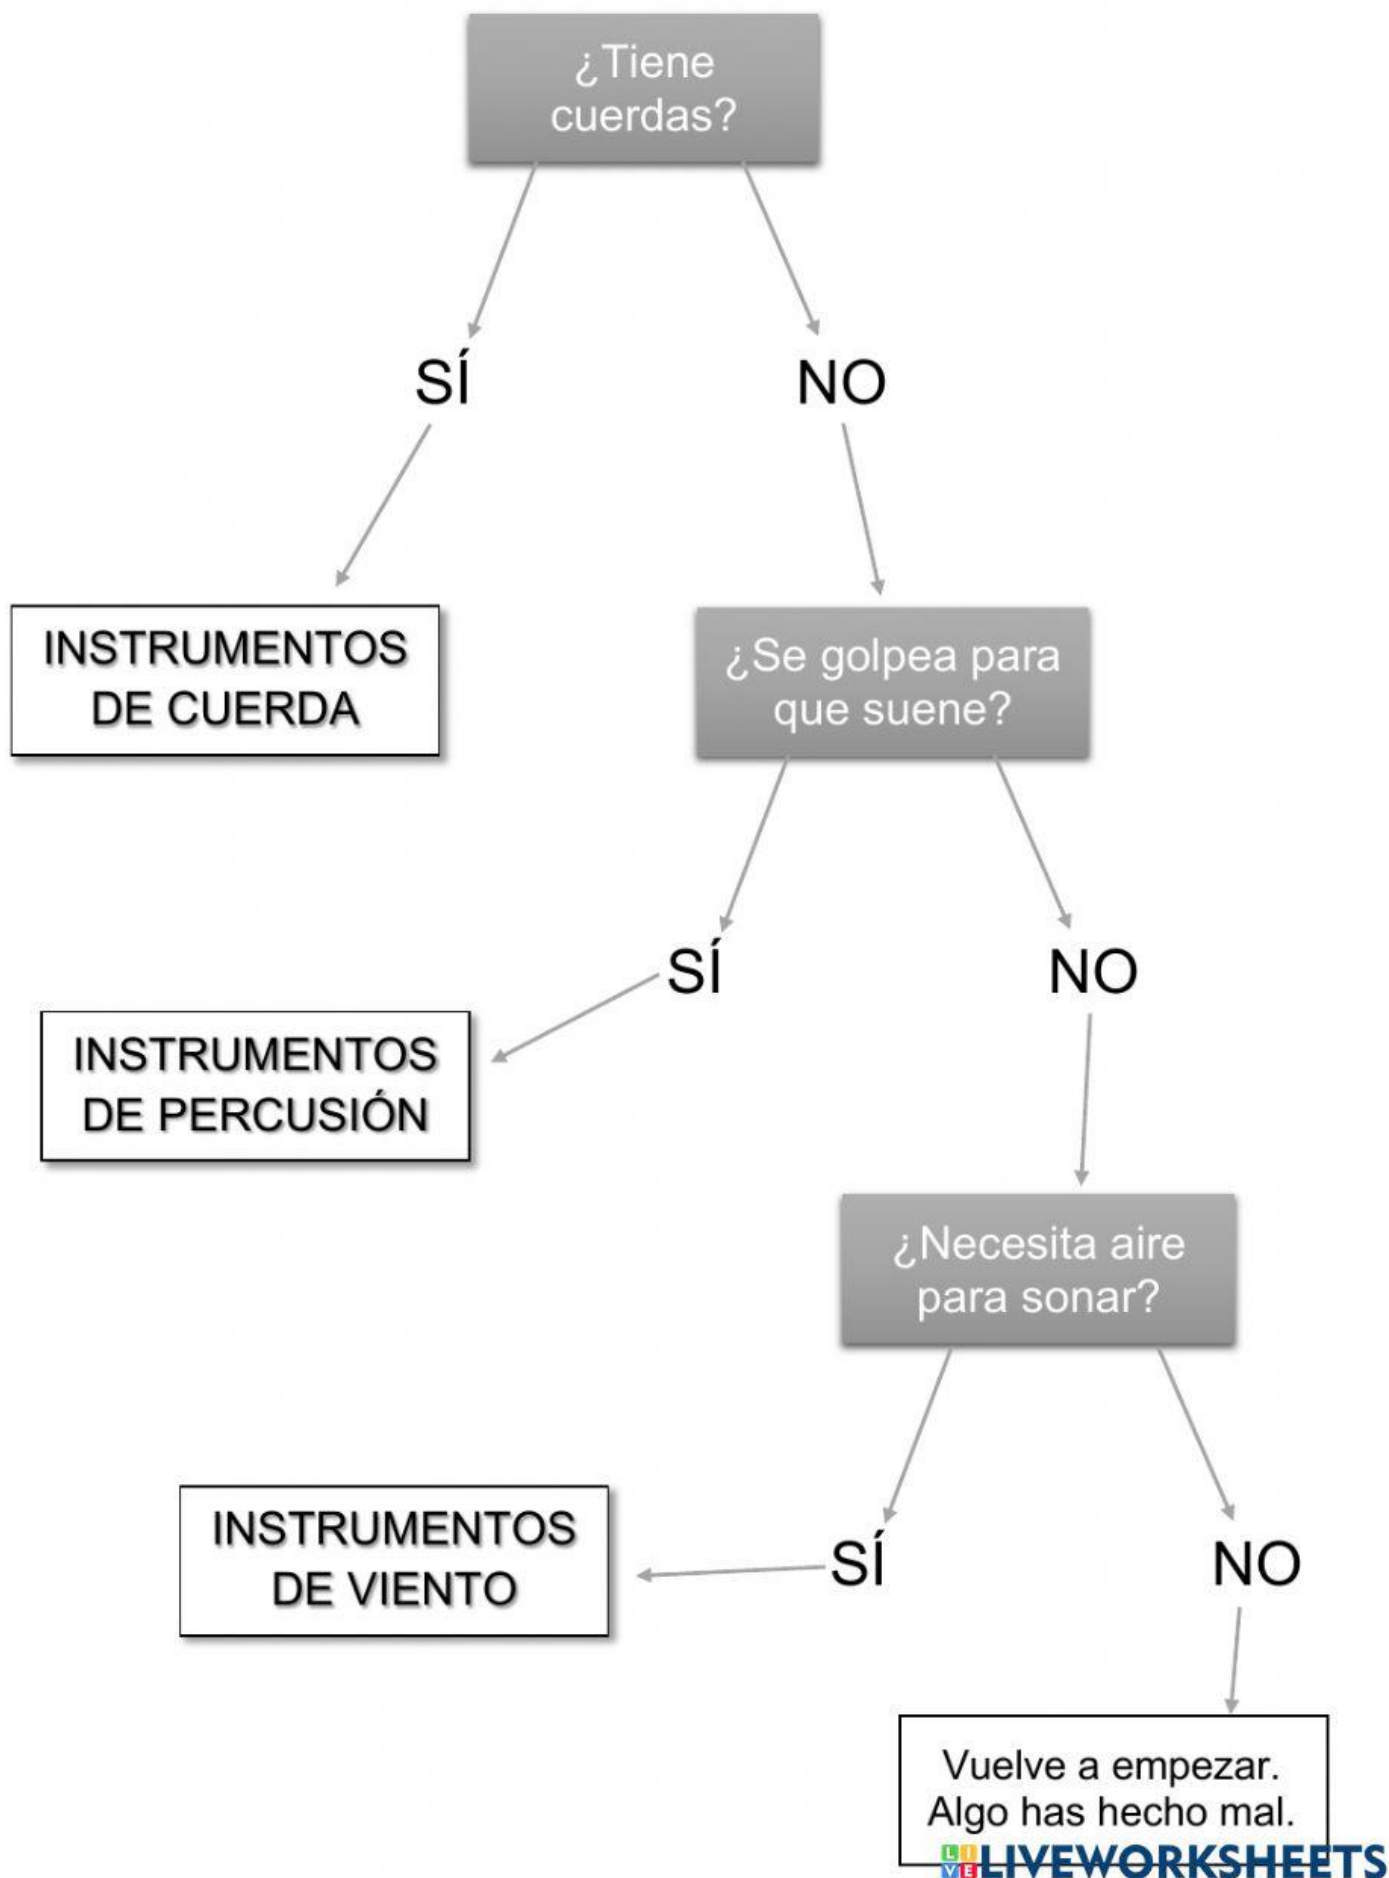 ¿Tiene
cuerdas?
SÍ
NO
INSTRUMENTOS
DE CUERDA
¿Se golpea para
que suene?
SÍ
NO
INSTRUMENTOS
DE PERCUSIÓN
¿Necesita aire
para sonar?
INSTRUMENTOS
DE VIENTO
SÍ
NO
Vuelve a empezar.
Algo has hecho mal.
LIVE LIVEWORKSHEETS